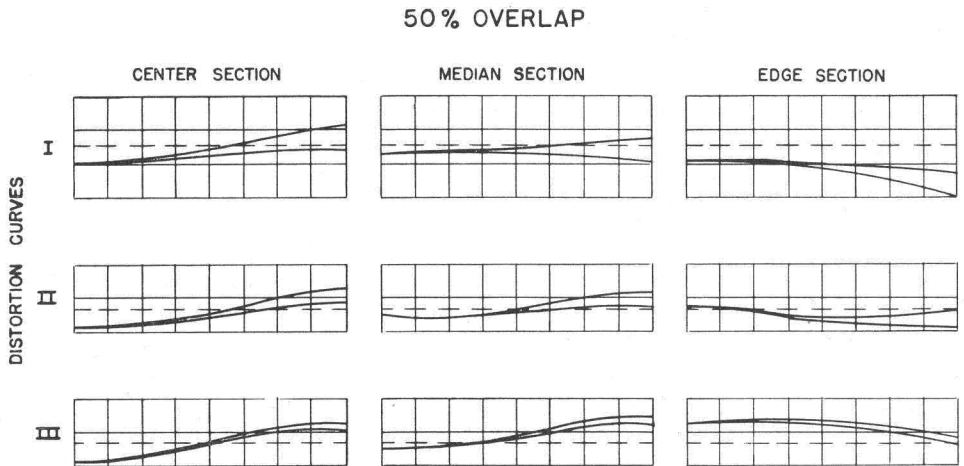 50% OVERLAP
CENTER SECTION
MEDIAN SECTION
EDGE SECTION
DISTORTION CURVES
I
II
III